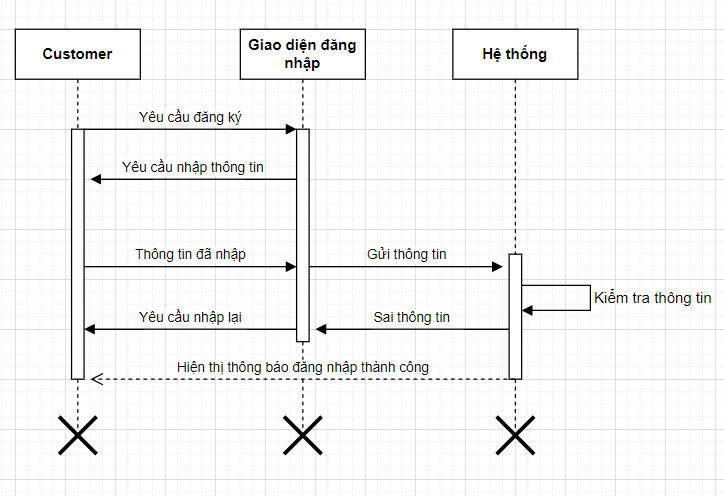 Customer
Giao diện đăng
nhập
Hệ thống
Yêu cầu đăng ký
Yêu cầu nhập thông tin
Thông tin đã nhập
Gửi thông tin
Kiểm tra thông tin
Yêu cầu nhập lại
Sai thông tin
Hiện thị thông báo đăng nhập thành công